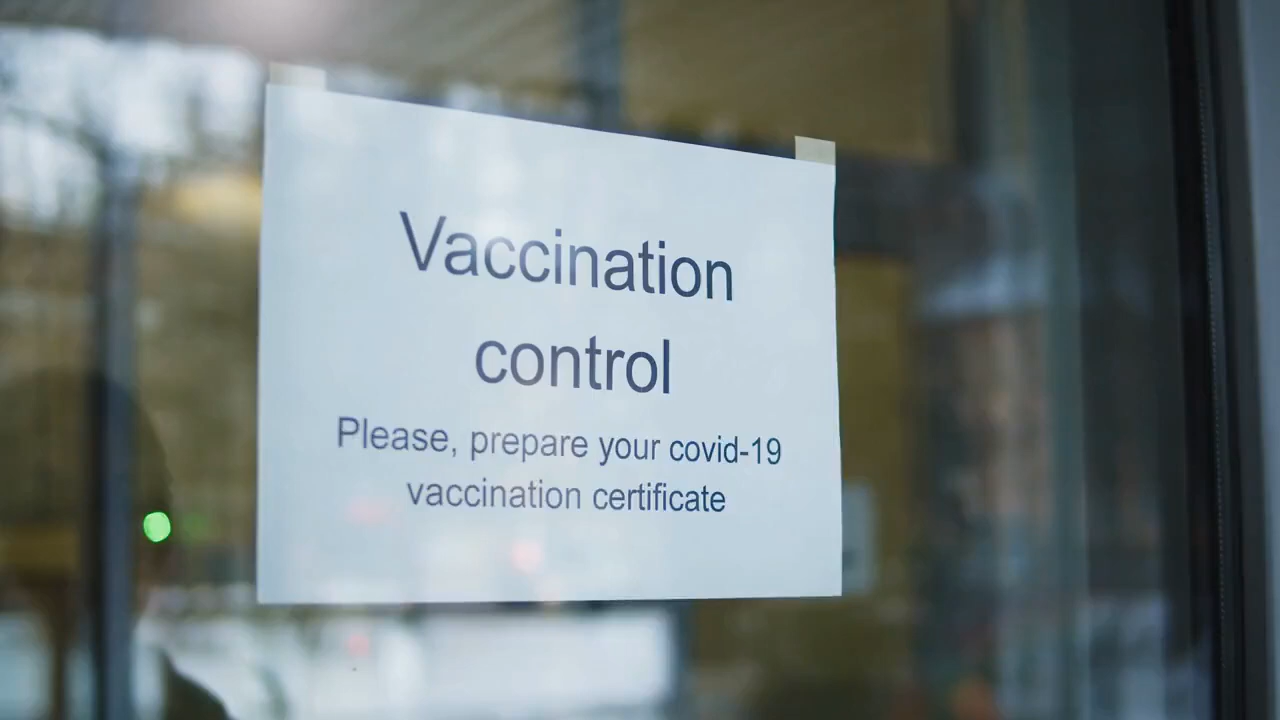 Vaccination
control
Please, prepare your covid-19
vaccination certificate